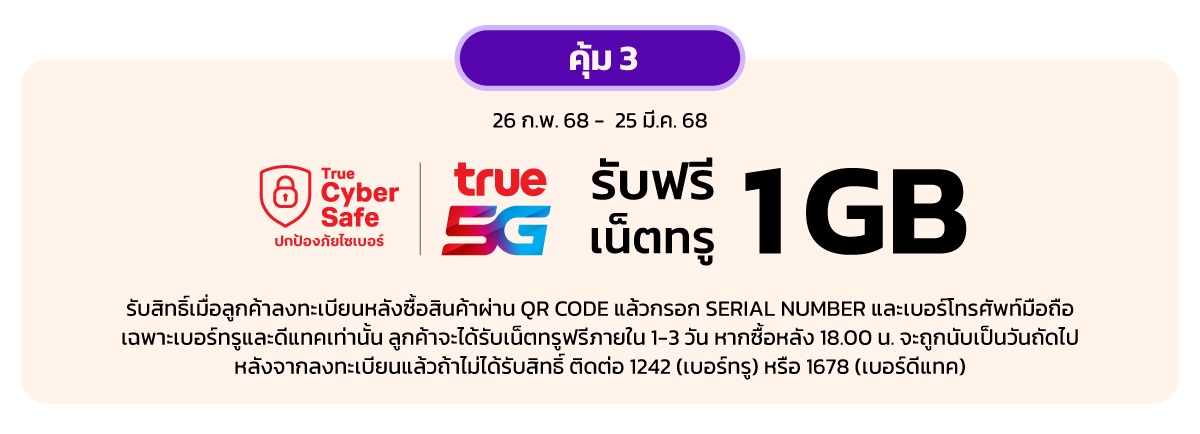 คุ้ม 3
26 ก.พ. 68 - 25 มี.ค. 68
True
Cyber
Safe
ปกป้องภัยไซเบอร์
true
5G
รับฟรี
เน็ตทรู
1 GB
รับสิทธิ์เมื่อลูกค้าลงทะเบียนหลังซื้อสินค้าผ่าน QR CODE แล้วกรอก SERIAL NUMBER และเบอร์โทรศัพท์มือถือ
เฉพาะเบอร์ทรูและดีแทคเท่านั้น ลูกค้าจะได้รับเน็ตทรูฟรีภายใน 1-3 วัน หากซื้อหลัง 18.00 น. จะถูกนับเป็นวันถัดไป
หลังจากลงทะเบียนแล้วถ้าไม่ได้รับสิทธิ์ ติดต่อ 1242 (เบอร์ทรู) หรือ 1678 (เบอร์ดีแทค)